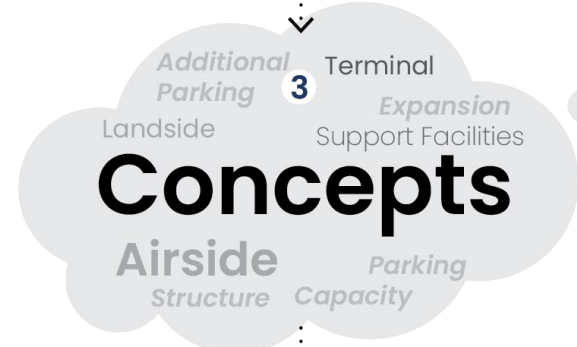 Additional
Parking
3
Terminal
Expansion
Landside
Support Facilities
Concepts
Airside
Parking
Structure
Capacity